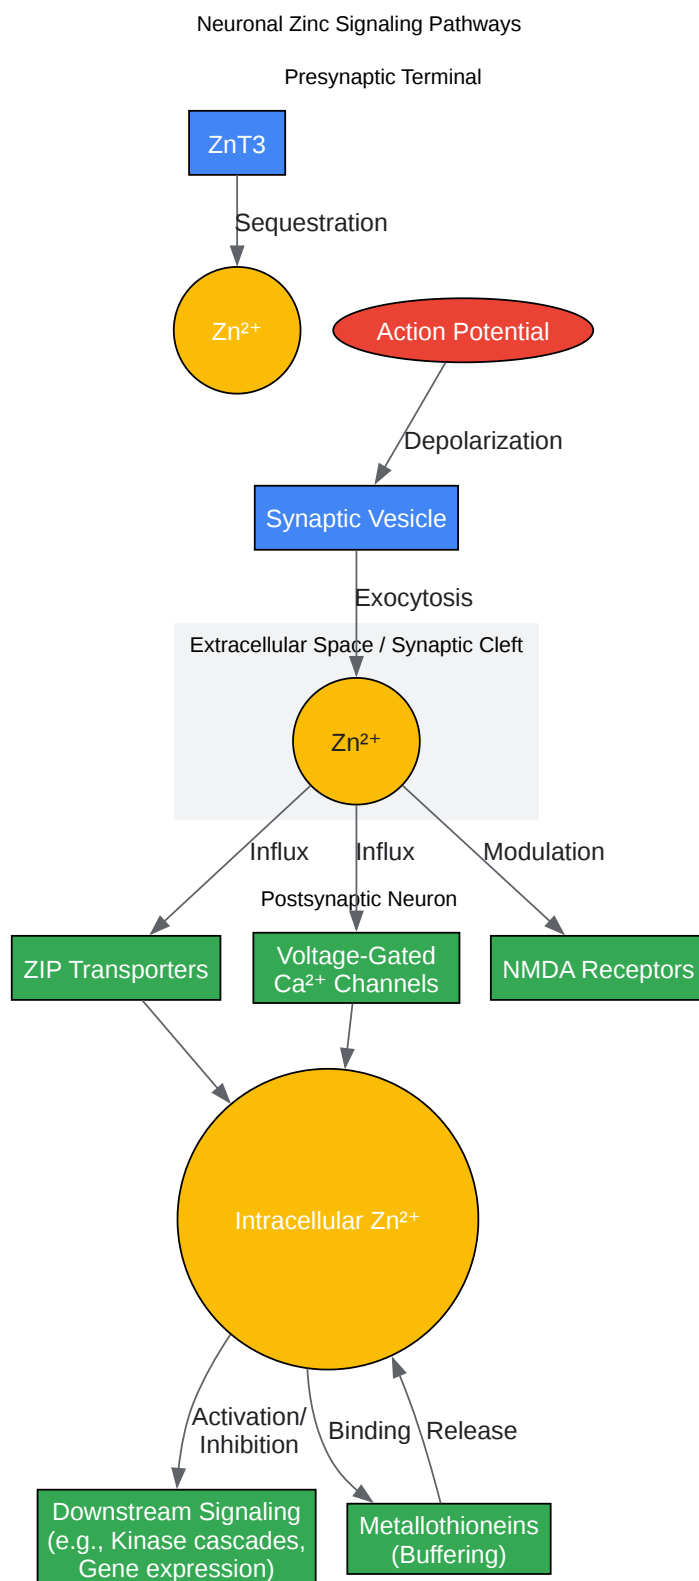 Neuronal Zinc Signaling Pathways
Presynaptic Terminal
ZnT3
Sequestration
Zn²⁺
Action Potential
Depolarization
Synaptic Vesicle
Exocytosis
Extracellular Space / Synaptic Cleft
Zn²⁺
Influx
Influx
Modulation
Postsynaptic Neuron
ZIP Transporters
Voltage-Gated
Ca²⁺ Channels
NMDA Receptors
Intracellular Zn²⁺
Activation/
Inhibition
Binding
Release
Downstream Signaling
(e.g., Kinase cascades,
Gene expression)
Metallothioneins
(Buffering)